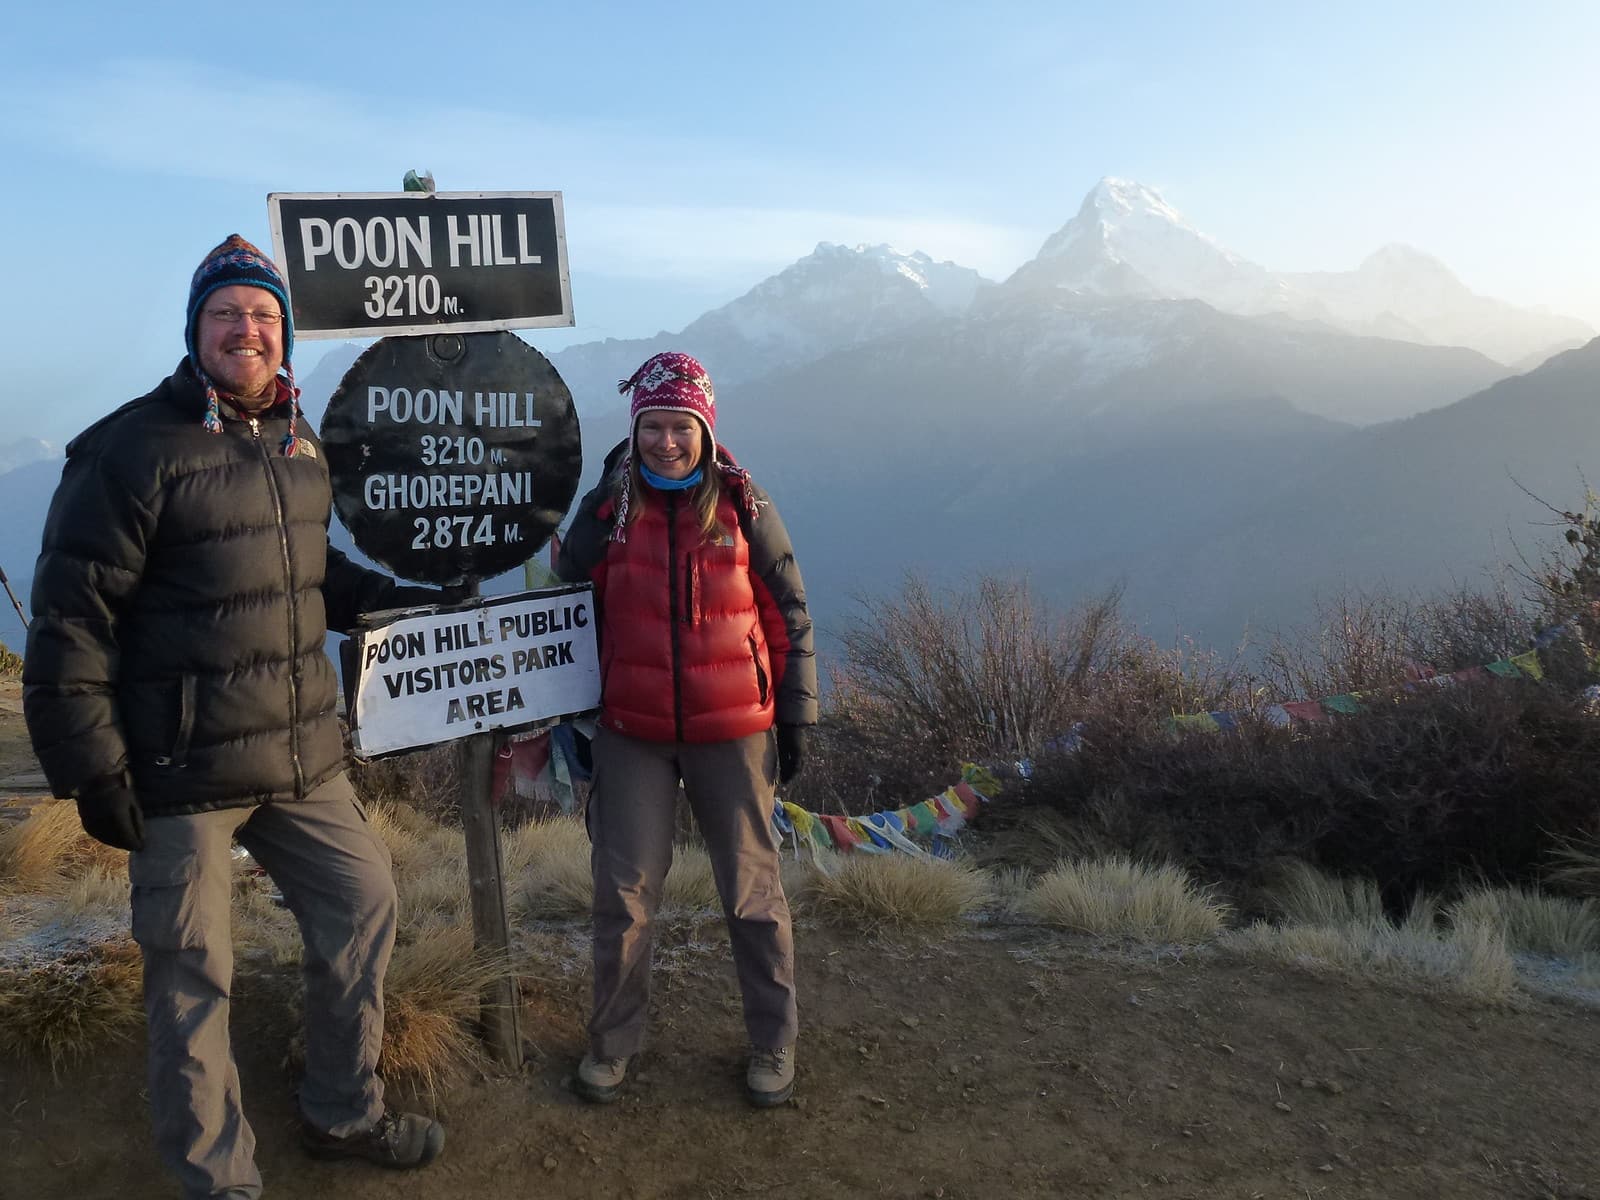 POON HILL
3210 M.
POON HILL
3210 M.
GHOREPANI
2874 M.
POON HILL PUBLIC
VISITORS PARK
AREA